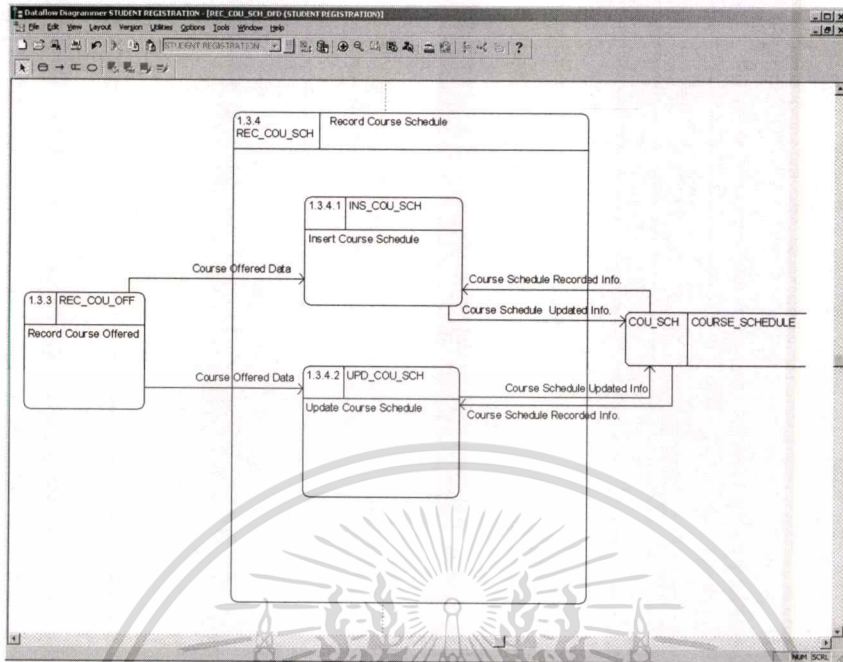 Dataflow Diagrammer STUDENT REGISTRATION - [REC_COU_SCH_DFD (STUDENT REGISTRATION)]
File Edit View Layout Version Utilities Options Tools Window Help
STUDENT REGISTRATION
1.3.4
REC_COU_SCH
Record Course Schedule
1.3.4.1 INS_COU_SCH
Insert Course Schedule
Course Offered Data
Course Schedule Recorded Info.
Course Schedule Updated Info.
1.3.3 REC_COU_OFF
Record Course Offered
COU_SCH COURSE_SCHEDULE
Course Offered Data
1.3.4.2 UPD_COU_SCH
Update Course Schedule
Course Schedule Updated Info
Course Schedule Recorded Info.
NUM SCRL